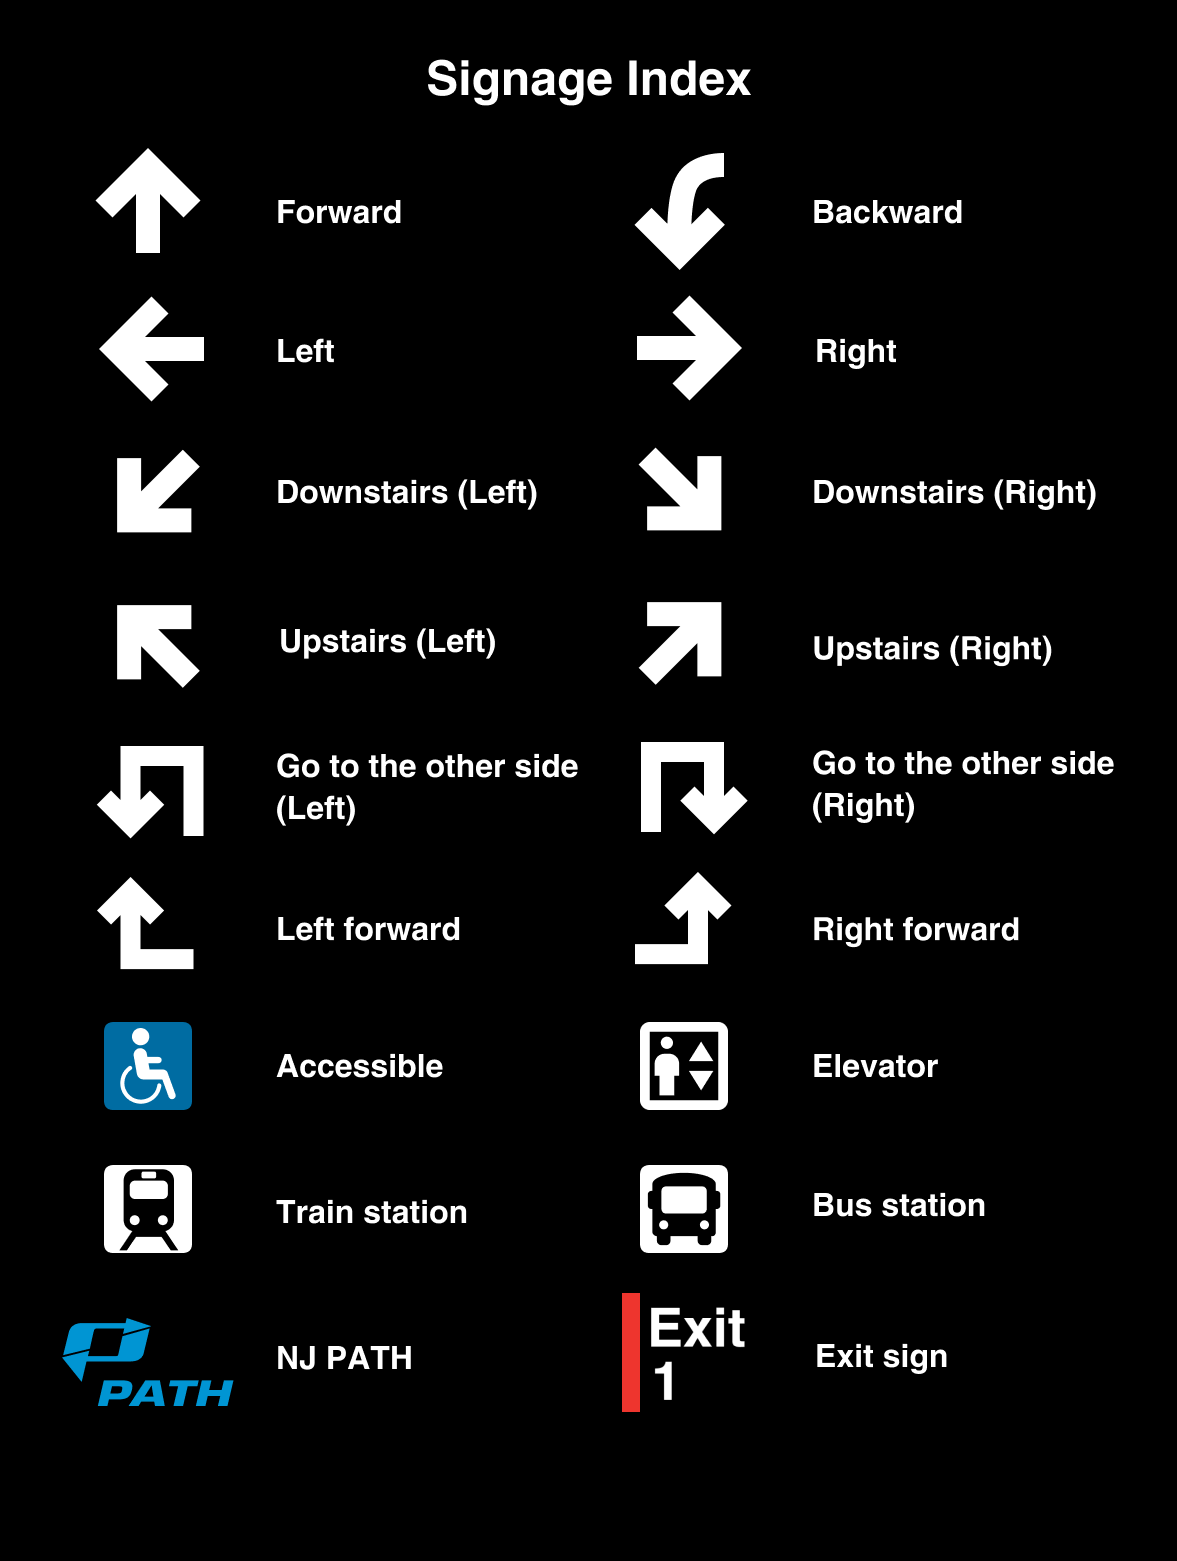 Signage Index
Forward
Backward
Left
Right
Downstairs (Left)
Downstairs (Right)
Upstairs (Left)
Upstairs (Right)
Go to the other side
(Left)
Go to the other side
(Right)
Left forward
Right forward
Accessible
Elevator
Train station
Bus station
PATH
NJ PATH
Exit
1
Exit sign